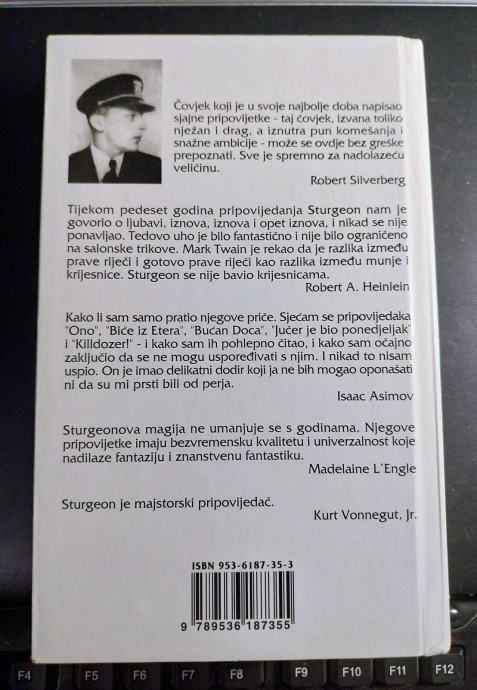 Čovjek koji je u svoje najbolje doba napisao
sjajne pripovijetke - taj čovjek, izvana toliko
nježan i drag, a iznutra pun komešanja i
snažne ambicije - može se ovdje bez greške
prepoznati. Sve je spremno za nadolazeću
veličinu.
Robert Silverberg
Tijekom pedeset godina pripovijedanja Sturgeon nam je
govorio o ljubavi, iznova, iznova i opet iznova, i nikad se nije
ponavljao. Tedovo uho je bilo fantastično i nije bilo ograničeno
na salonske trikove. Mark Twain je rekao da je razlika između
prave riječi i gotovo prave riječi kao razlika između munje i
krijesnice. Sturgeon se nije bavio krijesnicama.
Robert A. Heinlein
Kako li sam samo pratio njegove priče. Sjećam se pripovijedaka
"Ono", "Biće iz Etera", "Bućan Doca", "Jučer je bio ponedjeljak"
i "Killdozer!" - i kako sam ih pohlepno čitao, i kako sam očajno
zaključio da se ne mogu uspoređivati s njim. I nikad to nisam
uspio. On je imao delikatni dodir koji ja ne bih mogao oponašati
ni da su mi prsti bili od perja.
Isaac Asimov
Sturgeonova magija ne umanjuje se s godinama. Njegove
pripovijetke imaju bezvremensku kvalitetu i univerzalnost koje
nadilaze fantaziju i znanstvenu fantastiku.
Madelaine L'Engle
Sturgeon je majstorski pripovijedač.
Kurt Vonnegut, Jr.
ISBN 953-6187-35-3
9 789536 187355
F4 F5 F6 F7 F8 F9 F10 F11 F12